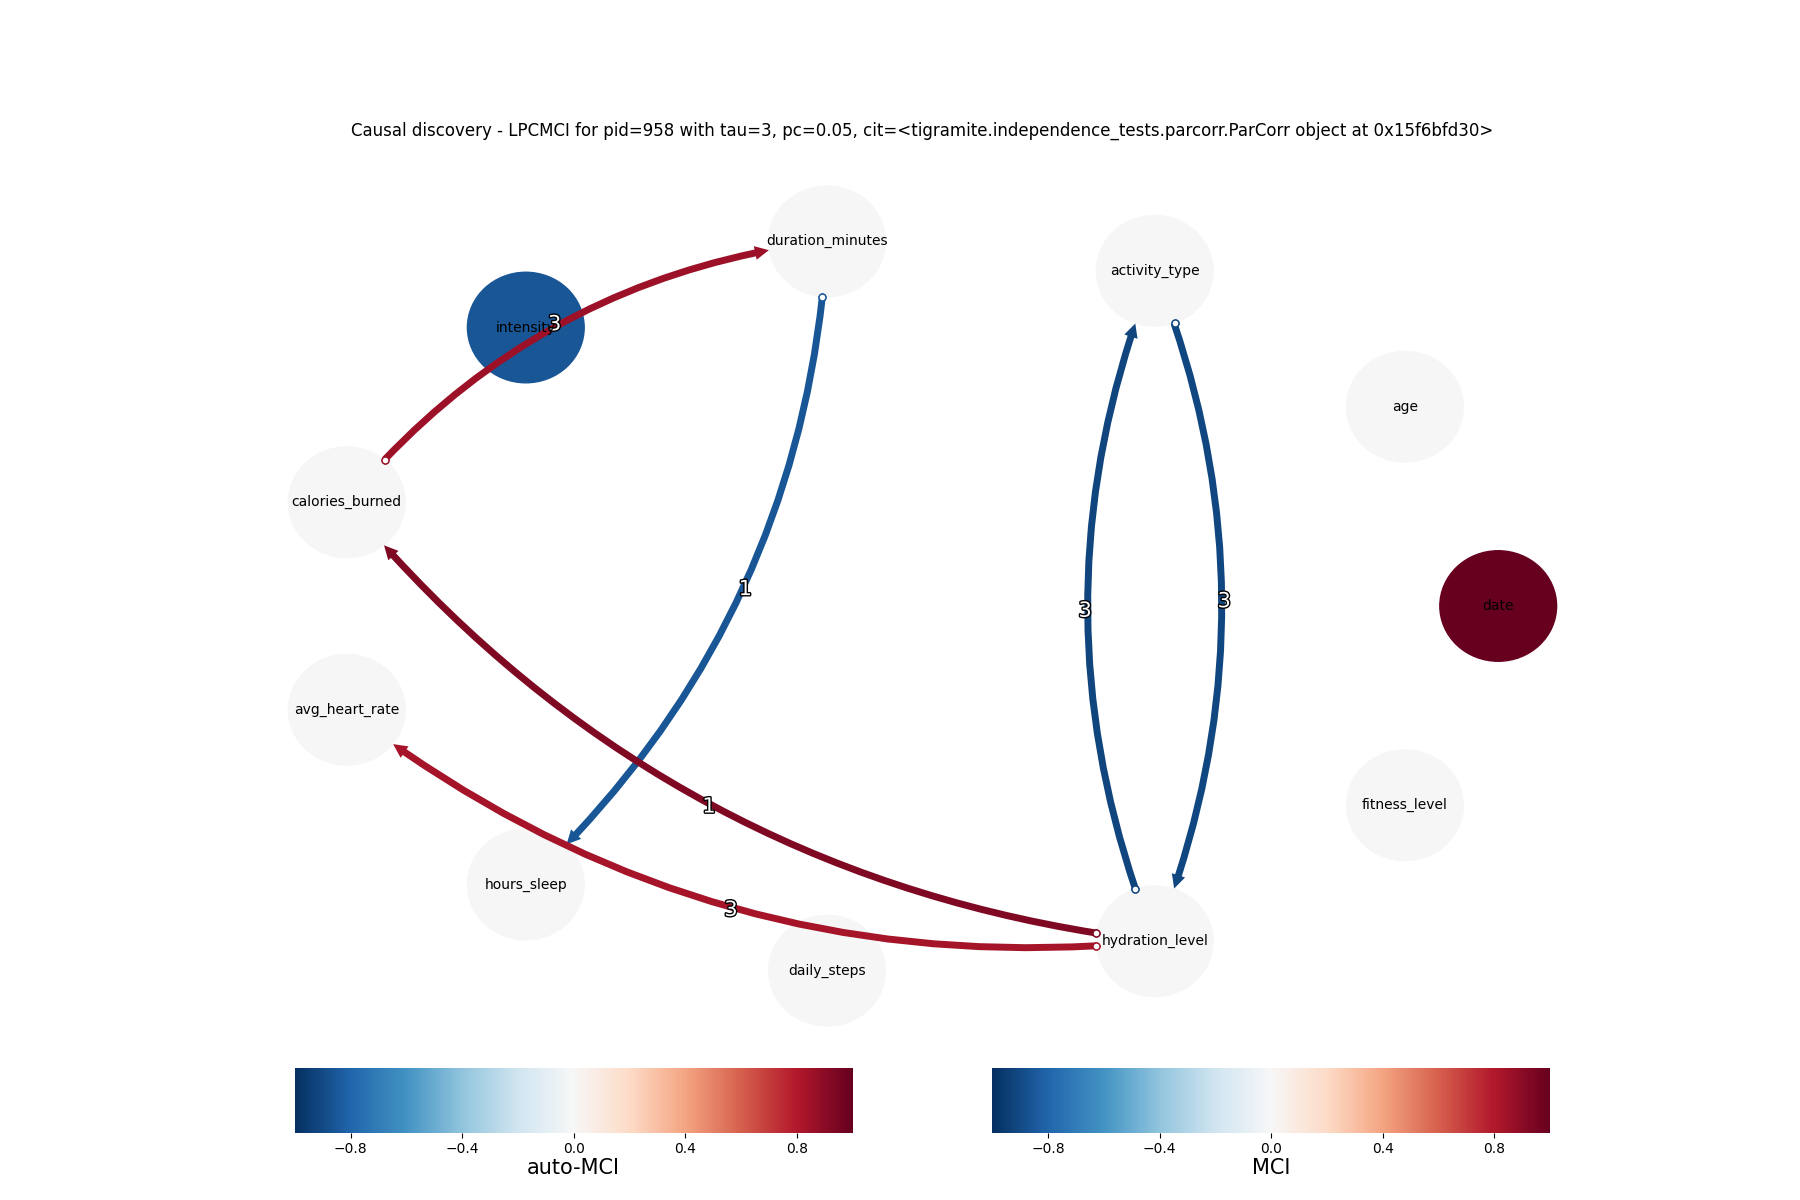 Causal discovery - LPCMCI for pid=958 with tau=3, pc=0.05, cit=<tigramite.independence_tests.parcorr.ParCorr object at 0x15f6bfd30>
duration_minutes
activity_type
intensity
3
age
calories_burned
1
3
3
date
avg_heart_rate
1
fitness_level
hours_sleep
3
hydration_level
daily_steps
−0.8 −0.4 0.0 0.4 0.8
auto-MCI
−0.8 −0.4 0.0 0.4 0.8
MCI